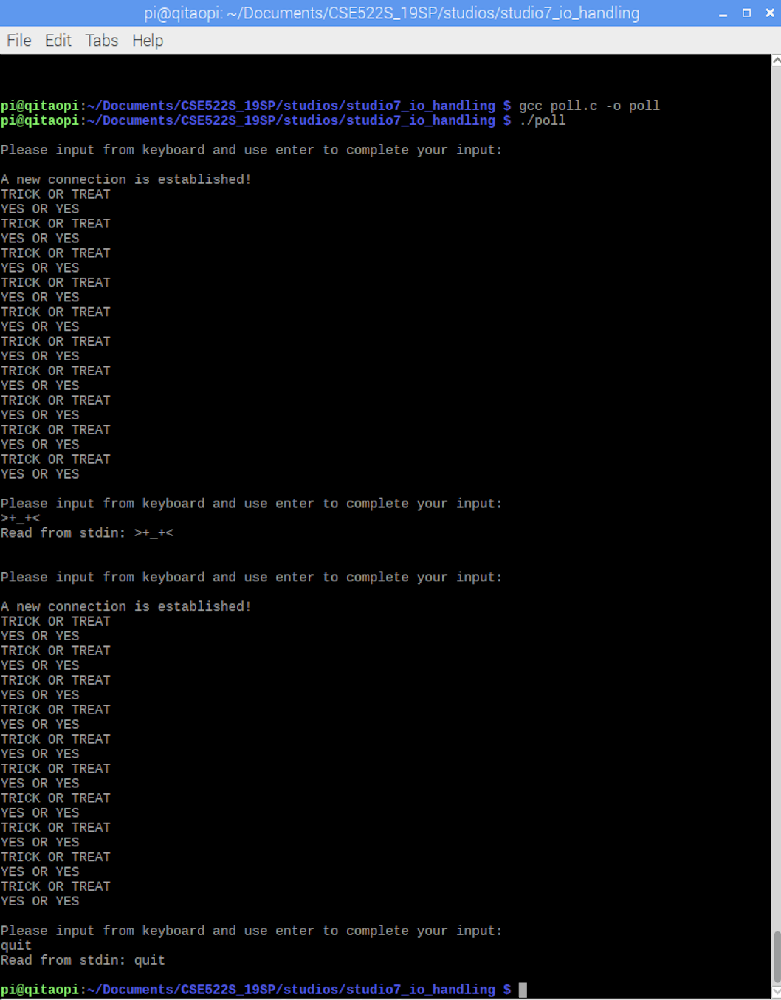 pi@qitaopi: ~/Documents/CSE522S_19SP/studios/studio7_io_handling
File Edit Tabs Help
pi@qitaopi:~/Documents/CSE522S_19SP/studios/studio7_io_handling $ gcc poll.c -o poll
pi@qitaopi:~/Documents/CSE522S_19SP/studios/studio7_io_handling $ ./poll
Please input from keyboard and use enter to complete your input:
A new connection is established!
TRICK OR TREAT
YES OR YES
TRICK OR TREAT
YES OR YES
TRICK OR TREAT
YES OR YES
TRICK OR TREAT
YES OR YES
TRICK OR TREAT
YES OR YES
TRICK OR TREAT
YES OR YES
TRICK OR TREAT
YES OR YES
TRICK OR TREAT
YES OR YES
TRICK OR TREAT
YES OR YES
TRICK OR TREAT
YES OR YES
Please input from keyboard and use enter to complete your input:
>+_+<
Read from stdin: >+_+<
Please input from keyboard and use enter to complete your input:
A new connection is established!
TRICK OR TREAT
YES OR YES
TRICK OR TREAT
YES OR YES
TRICK OR TREAT
YES OR YES
TRICK OR TREAT
YES OR YES
TRICK OR TREAT
YES OR YES
TRICK OR TREAT
YES OR YES
TRICK OR TREAT
YES OR YES
TRICK OR TREAT
YES OR YES
TRICK OR TREAT
YES OR YES
TRICK OR TREAT
YES OR YES
Please input from keyboard and use enter to complete your input:
quit
Read from stdin: quit
pi@qitaopi:~/Documents/CSE522S_19SP/studios/studio7_io_handling $